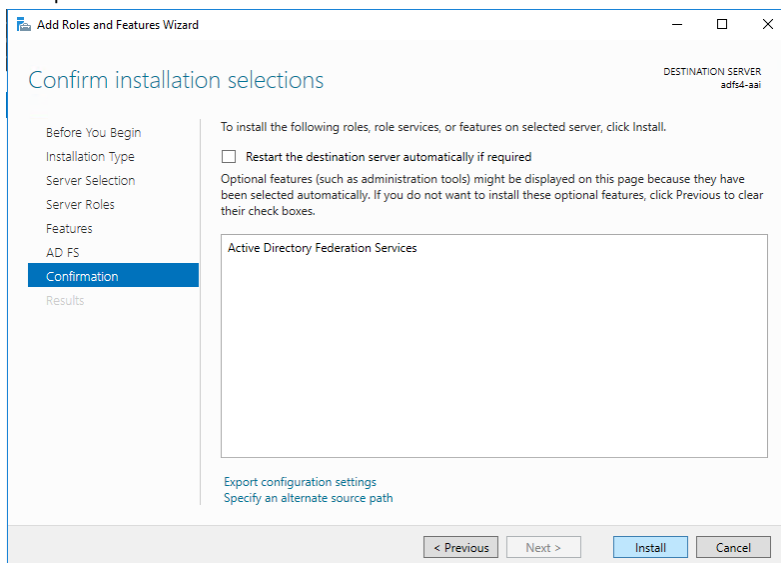 Add Roles and Features Wizard
Confirm installation selections
DESTINATION SERVER
adfs4-aai
Before You Begin
Installation Type
Server Selection
Server Roles
Features
AD FS
Confirmation
Results
To install the following roles, role services, or features on selected server, click Install.
Restart the destination server automatically if required
Optional features (such as administration tools) might be displayed on this page because they have
been selected automatically. If you do not want to install these optional features, click Previous to clear
their check boxes.
Active Directory Federation Services
Export configuration settings
Specify an alternate source path
< Previous
Next >
Install
Cancel